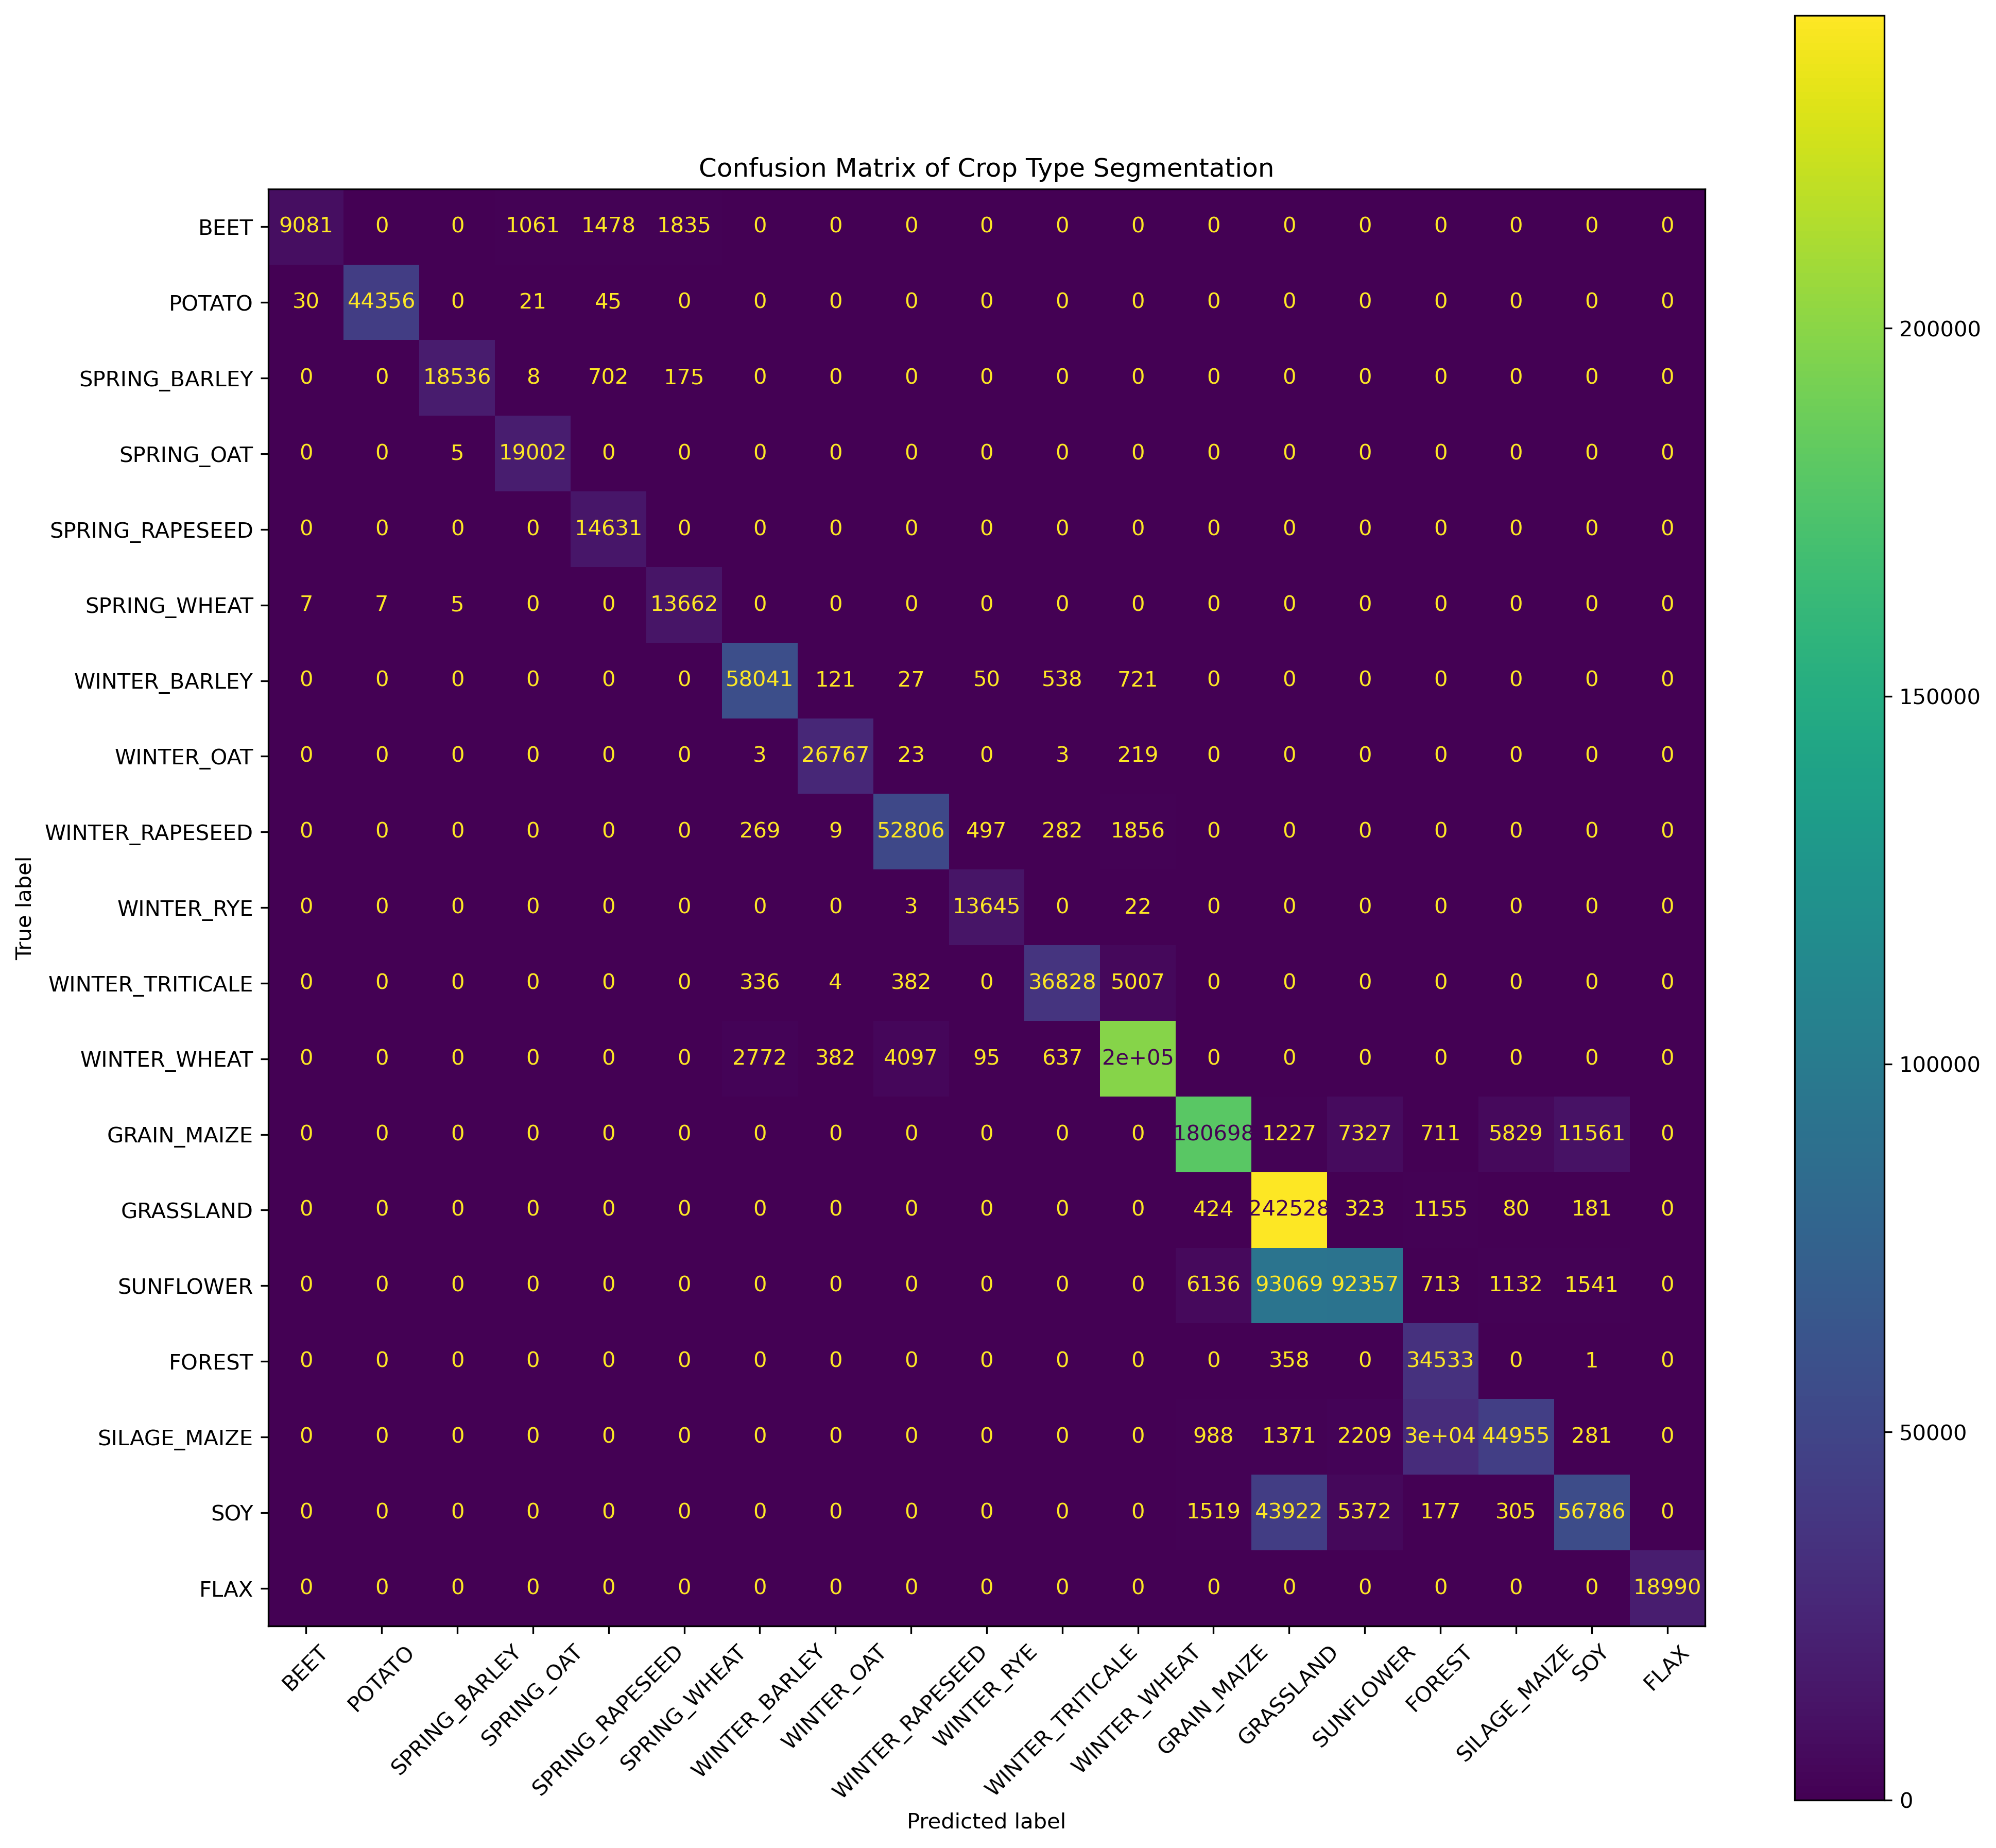 Confusion Matrix of Crop Type Segmentation
BEET 9081 0 0 1061 1478 1835 0 0 0 0 0 0 0 0 0 0 0 0 0
POTATO 30 44356 0 21 45 0 0 0 0 0 0 0 0 0 0 0 0 0 0
SPRING_BARLEY 0 0 18536 8 702 175 0 0 0 0 0 0 0 0 0 0 0 0 0
SPRING_OAT 0 0 5 19002 0 0 0 0 0 0 0 0 0 0 0 0 0 0 0
SPRING_RAPESEED 0 0 0 0 14631 0 0 0 0 0 0 0 0 0 0 0 0 0 0
SPRING_WHEAT 7 7 5 0 0 13662 0 0 0 0 0 0 0 0 0 0 0 0 0
WINTER_BARLEY 0 0 0 0 0 0 58041 121 27 50 538 721 0 0 0 0 0 0 0
WINTER_OAT 0 0 0 0 0 0 3 26767 23 0 3 219 0 0 0 0 0 0 0
WINTER_RAPESEED 0 0 0 0 0 0 269 9 52806 497 282 1856 0 0 0 0 0 0 0
WINTER_RYE 0 0 0 0 0 0 0 0 3 13645 0 22 0 0 0 0 0 0 0
WINTER_TRITICALE 0 0 0 0 0 0 336 4 382 0 36828 5007 0 0 0 0 0 0 0
WINTER_WHEAT 0 0 0 0 0 0 2772 382 4097 95 637 2e+05 0 0 0 0 0 0 0
GRAIN_MAIZE 0 0 0 0 0 0 0 0 0 0 0 0 180698 1227 7327 711 5829 11561 0
GRASSLAND 0 0 0 0 0 0 0 0 0 0 0 0 424 242528 323 1155 80 181 0
SUNFLOWER 0 0 0 0 0 0 0 0 0 0 0 0 6136 93069 92357 713 1132 1541 0
FOREST 0 0 0 0 0 0 0 0 0 0 0 0 0 358 0 34533 0 1 0
SILAGE_MAIZE 0 0 0 0 0 0 0 0 0 0 0 0 988 1371 2209 3e+04 44955 281 0
SOY 0 0 0 0 0 0 0 0 0 0 0 0 1519 43922 5372 177 305 56786 0
FLAX 0 0 0 0 0 0 0 0 0 0 0 0 0 0 0 0 0 0 18990
True label
BEET POTATO SPRING_BARLEY SPRING_OAT SPRING_RAPESEED SPRING_WHEAT WINTER_BARLEY WINTER_OAT WINTER_RAPESEED WINTER_RYE WINTER_TRITICALE WINTER_WHEAT GRAIN_MAIZE GRASSLAND SUNFLOWER FOREST SILAGE_MAIZE SOY FLAX
Predicted label
200000
150000
100000
50000
0